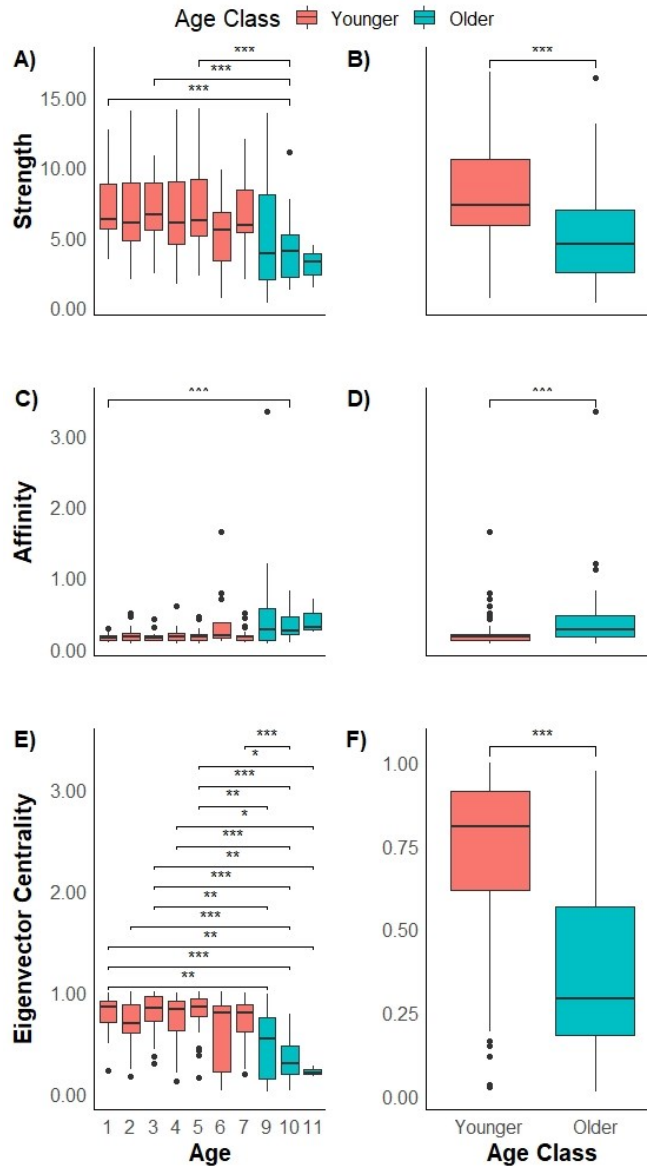 Age Class Younger Older
A)
***
***
***
Strength
15.00
10.00
5.00
0.00
B)
***
C)
***
Affinity
3.00
2.00
1.00
0.00
D)
***
E)
***
*
***
**
*
***
**
***
**
***
**
***
**
Eigenvector Centrality
3.00
2.00
1.00
0.00
1 2 3 4 5 6 7 9 10 11
Age
F)
***
1.00
0.75
0.50
0.25
0.00
Younger Older
Age Class